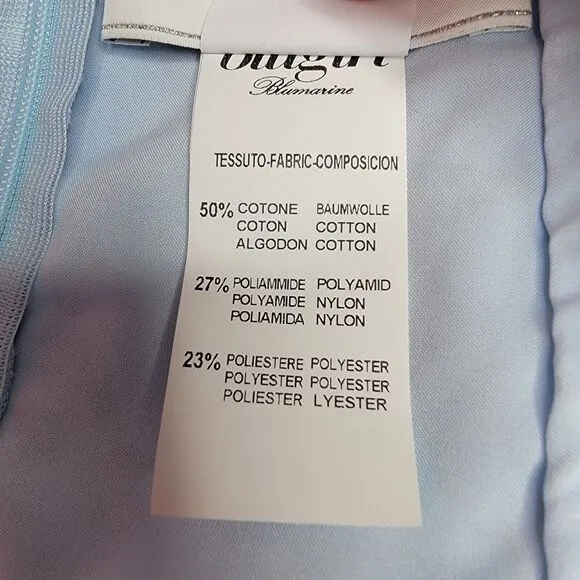 blugirl
Blumarine
TESSUTO-FABRIC-COMPOSICION
50% COTONE BAUMWOLLE
COTON COTTON
ALGODON COTTON
27% POLIAMMIDE POLYAMID
POLYAMIDE NYLON
POLIAMIDA NYLON
23% POLIESTERE POLYESTER
POLYESTER POLYESTER
POLIESTER LYESTER